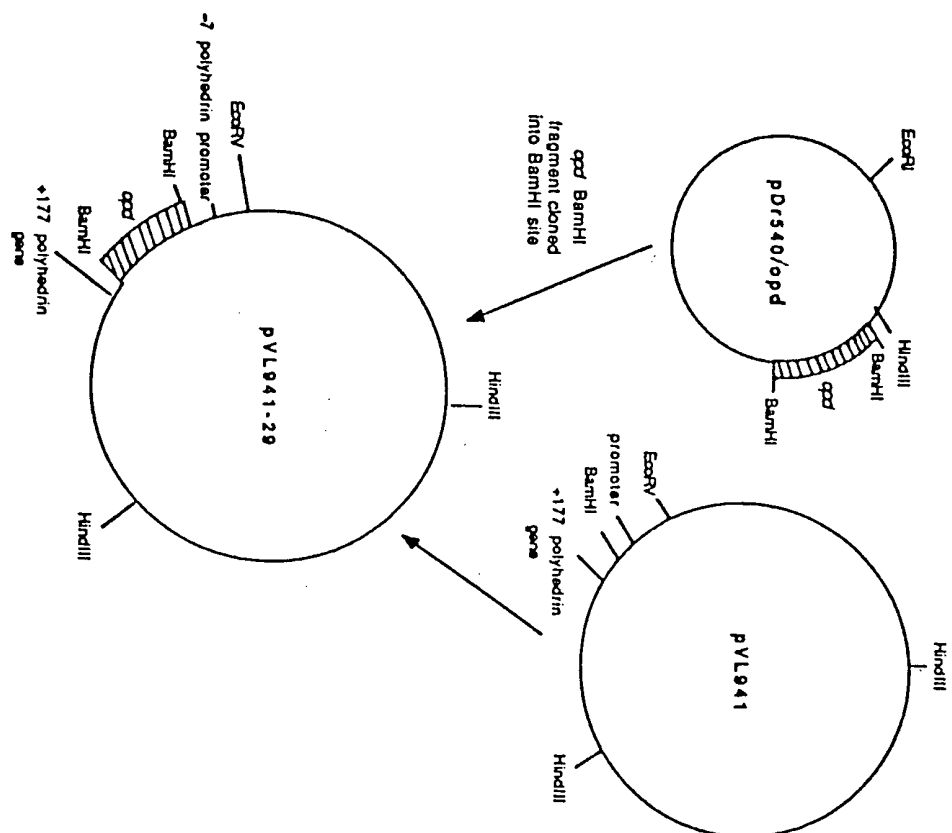 EcoRI
HindIII
BamHI
opd
BamHI
pDr540/opd
HindIII
pVL941
HindIII
EcoRV
promoter
BamHI
+177 polyhedrin
gene
opd BamHI
fragment cloned
into BamHI site
HindIII
pVL941-29
HindIII
EcoRV
-7 polyhedrin promoter
BamHI
opd
BamHI
+177 polyhedrin
gene